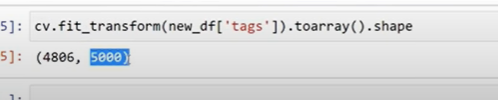 5]: cv.fit_transform(new_df['tags']).toarray().shape
5]: (4806, 5000)
]: